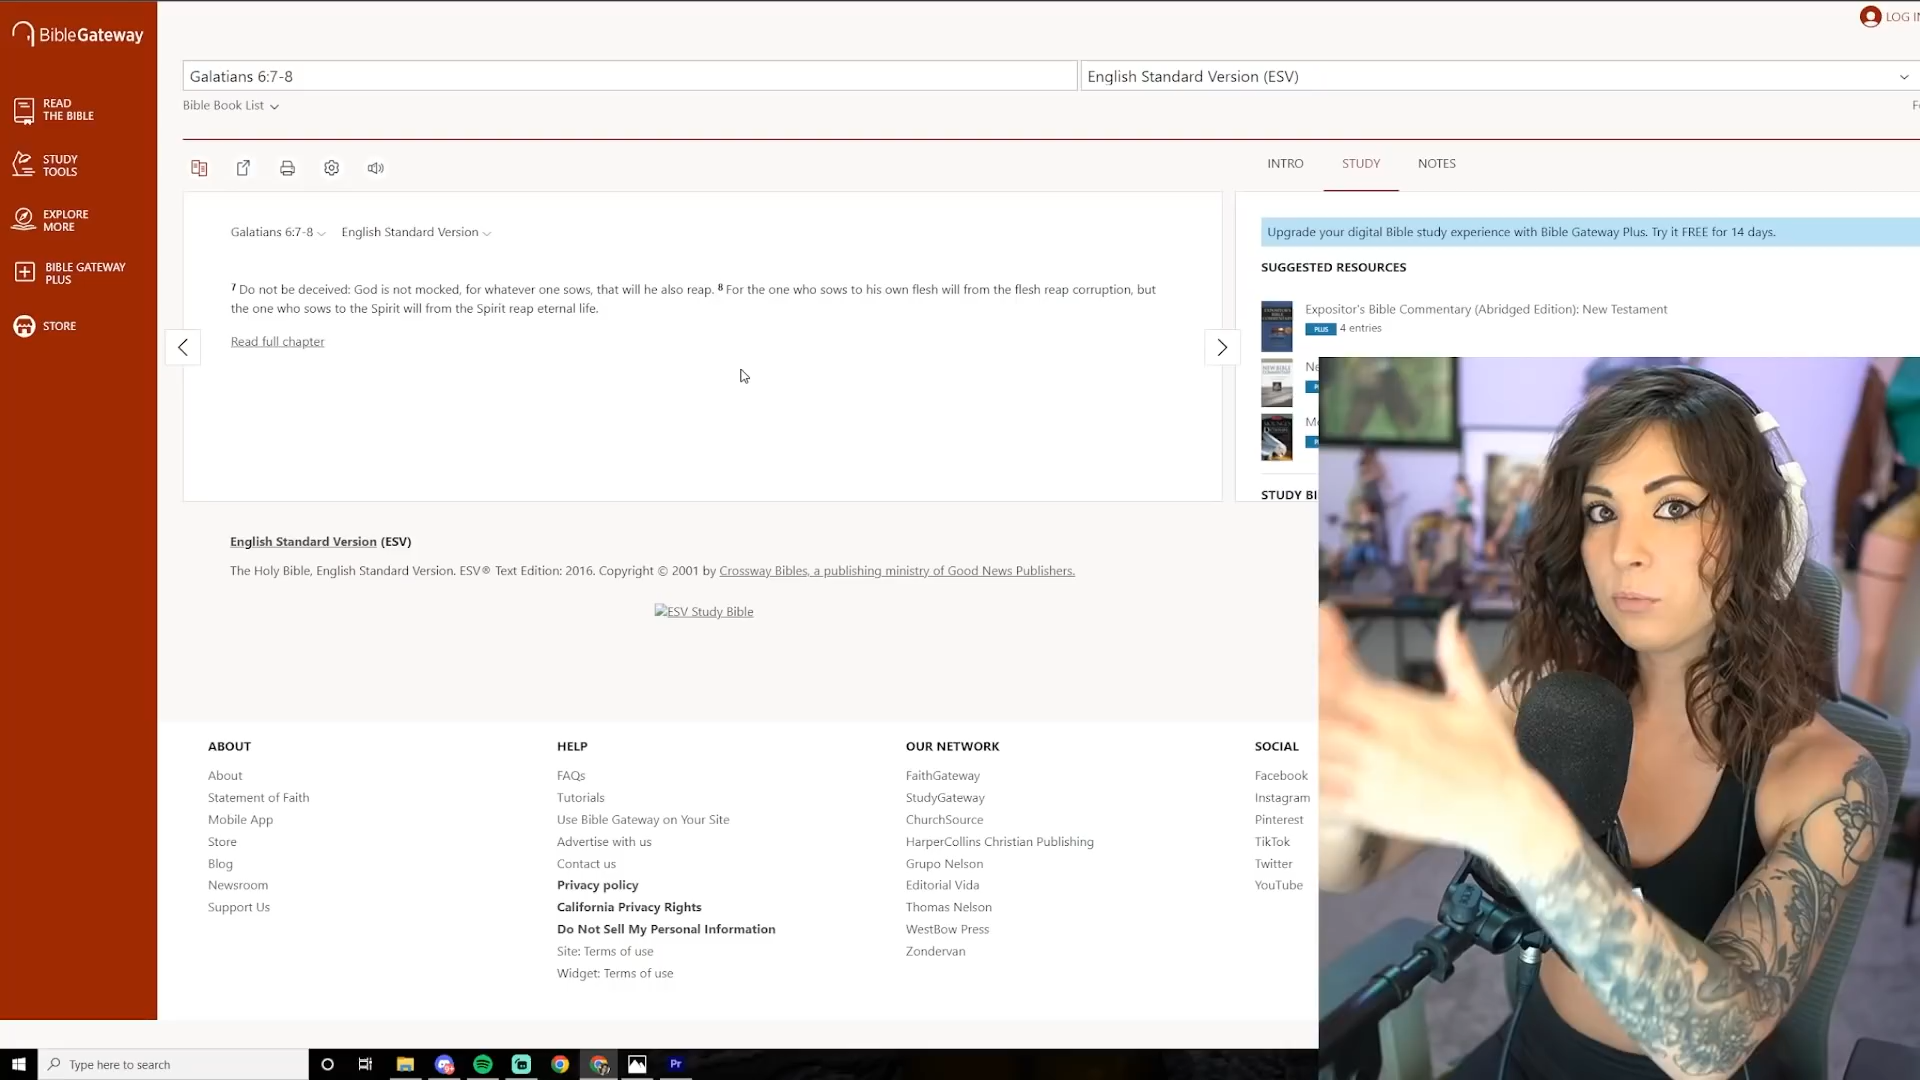 BibleGateway
LOG IN
Galatians 6:7-8
English Standard Version (ESV)
Bible Book List
READ
THE BIBLE
STUDY
TOOLS
EXPLORE
MORE
BIBLE GATEWAY
PLUS
STORE
INTRO
STUDY
NOTES
Galatians 6:7-8
English Standard Version
7 Do not be deceived: God is not mocked, for whatever one sows, that will he also reap. 8 For the one who sows to his own flesh will from the flesh reap corruption, but
the one who sows to the Spirit will from the Spirit reap eternal life.
Read full chapter
Upgrade your digital Bible study experience with Bible Gateway Plus. Try it FREE for 14 days.
SUGGESTED RESOURCES
Expositor's Bible Commentary (Abridged Edition): New Testament
PLUS 4 entries
STUDY BI
English Standard Version (ESV)
The Holy Bible, English Standard Version. ESV® Text Edition: 2016. Copyright © 2001 by Crossway Bibles, a publishing ministry of Good News Publishers.
ESV Study Bible
ABOUT
About
Statement of Faith
Mobile App
Store
Blog
Newsroom
Support Us
HELP
FAQs
Tutorials
Use Bible Gateway on Your Site
Advertise with us
Contact us
Privacy policy
California Privacy Rights
Do Not Sell My Personal Information
Site: Terms of use
Widget: Terms of use
OUR NETWORK
FaithGateway
StudyGateway
ChurchSource
HarperCollins Christian Publishing
Grupo Nelson
Editorial Vida
Thomas Nelson
WestBow Press
Zondervan
SOCIAL
Facebook
Instagram
Pinterest
TikTok
Twitter
YouTube
Type here to search
Pr